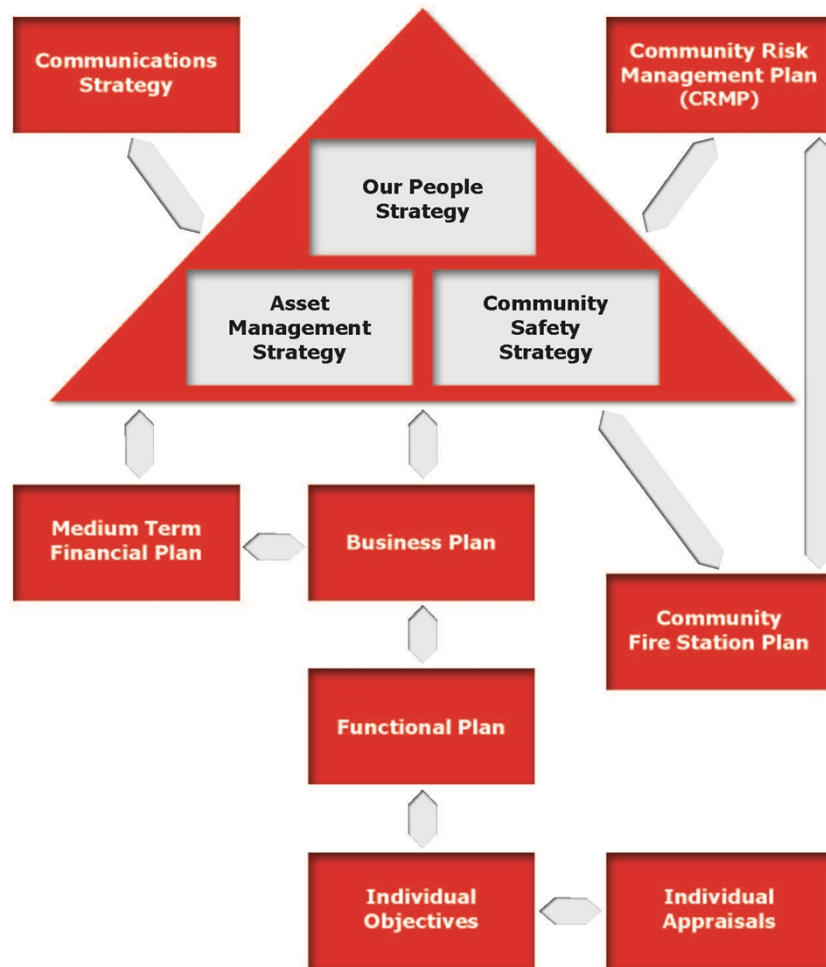 Communications
Strategy
Community Risk
Management Plan
(CRMP)
Our People
Strategy
Asset
Management
Strategy
Community
Safety
Strategy
Medium Term
Financial Plan
Business Plan
Community
Fire Station Plan
Functional Plan
Individual
Objectives
Individual
Appraisals